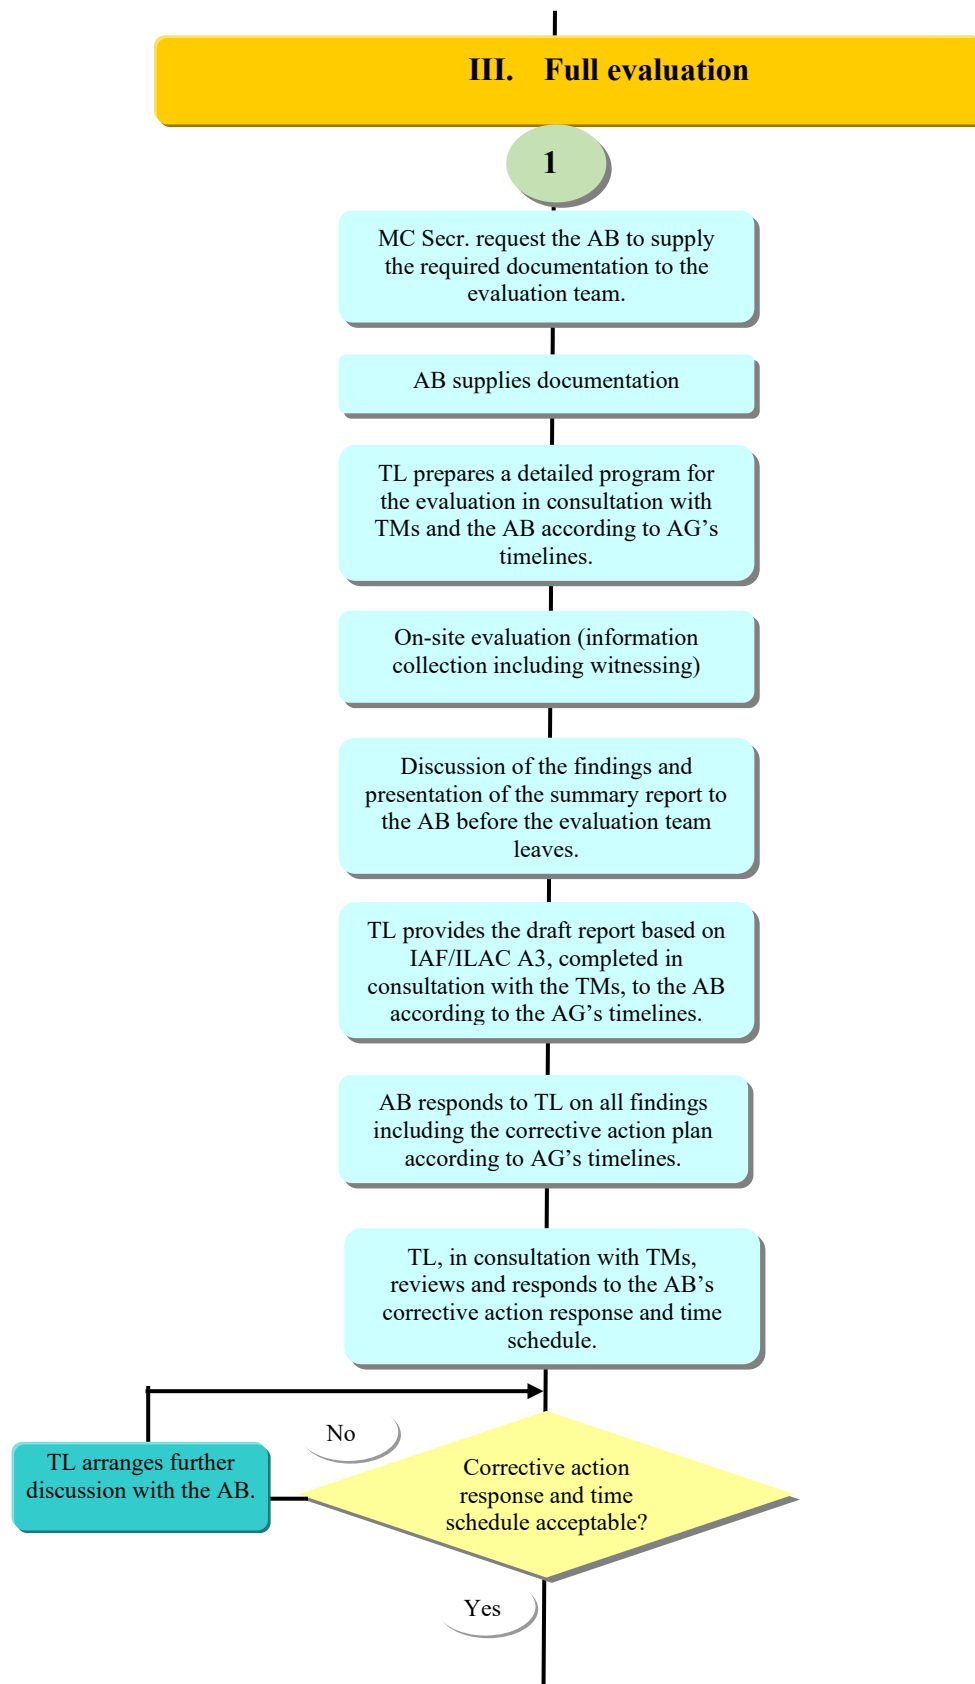 III. Full evaluation
1
MC Secr. request the AB to supply
the required documentation to the
evaluation team.
AB supplies documentation
TL prepares a detailed program for
the evaluation in consultation with
TMs and the AB according to AG’s
timelines.
On-site evaluation (information
collection including witnessing)
Discussion of the findings and
presentation of the summary report to
the AB before the evaluation team
leaves.
TL provides the draft report based on
IAF/ILAC A3, completed in
consultation with the TMs, to the AB
according to the AG’s timelines.
AB responds to TL on all findings
including the corrective action plan
according to AG’s timelines.
TL, in consultation with TMs,
reviews and responds to the AB’s
corrective action response and time
schedule.
No
TL arranges further
discussion with the AB.
Corrective action
response and time
schedule acceptable?
Yes